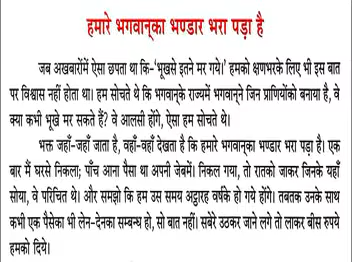 हमारे भगवान्‌का भण्डार भरा पड़ा है
जब अखबारोंमें ऐसा छपता था कि-‘भूखसे इतने मर गये।’ हमको क्षणभरके लिए भी इस बात
पर विश्वास नहीं होता था। हम सोचते थे कि भगवान्‌के राज्यमें भगवान्‌ने जिन प्राणियोंको बनाया है, वे
क्या कभी भूखे मर सकते हैं? वे आलसी होंगे, ऐसा हम सोचते थे।
भक्त जहाँ-जहाँ जाता है, वहाँ-वहाँ देखता है कि हमारे भगवान्‌का भण्डार भरा पड़ा है। एक
बार मैं घरसे निकला; पाँच आना पैसा था अपनी जेबमें। निकल गया, तो रातको जाकर जिनके यहाँ
सोया, वे परिचित थे। और समझो कि हम उस समय अट्ठारह वर्षके हो गये होंगे। तबतक उनके साथ
कभी एक पैसेका भी लेन-देनका सम्बन्ध हो, सो बात नहीं। सबेरे उठकर जाने लगे तो लाकर बीस रुपये
हमको दिये।